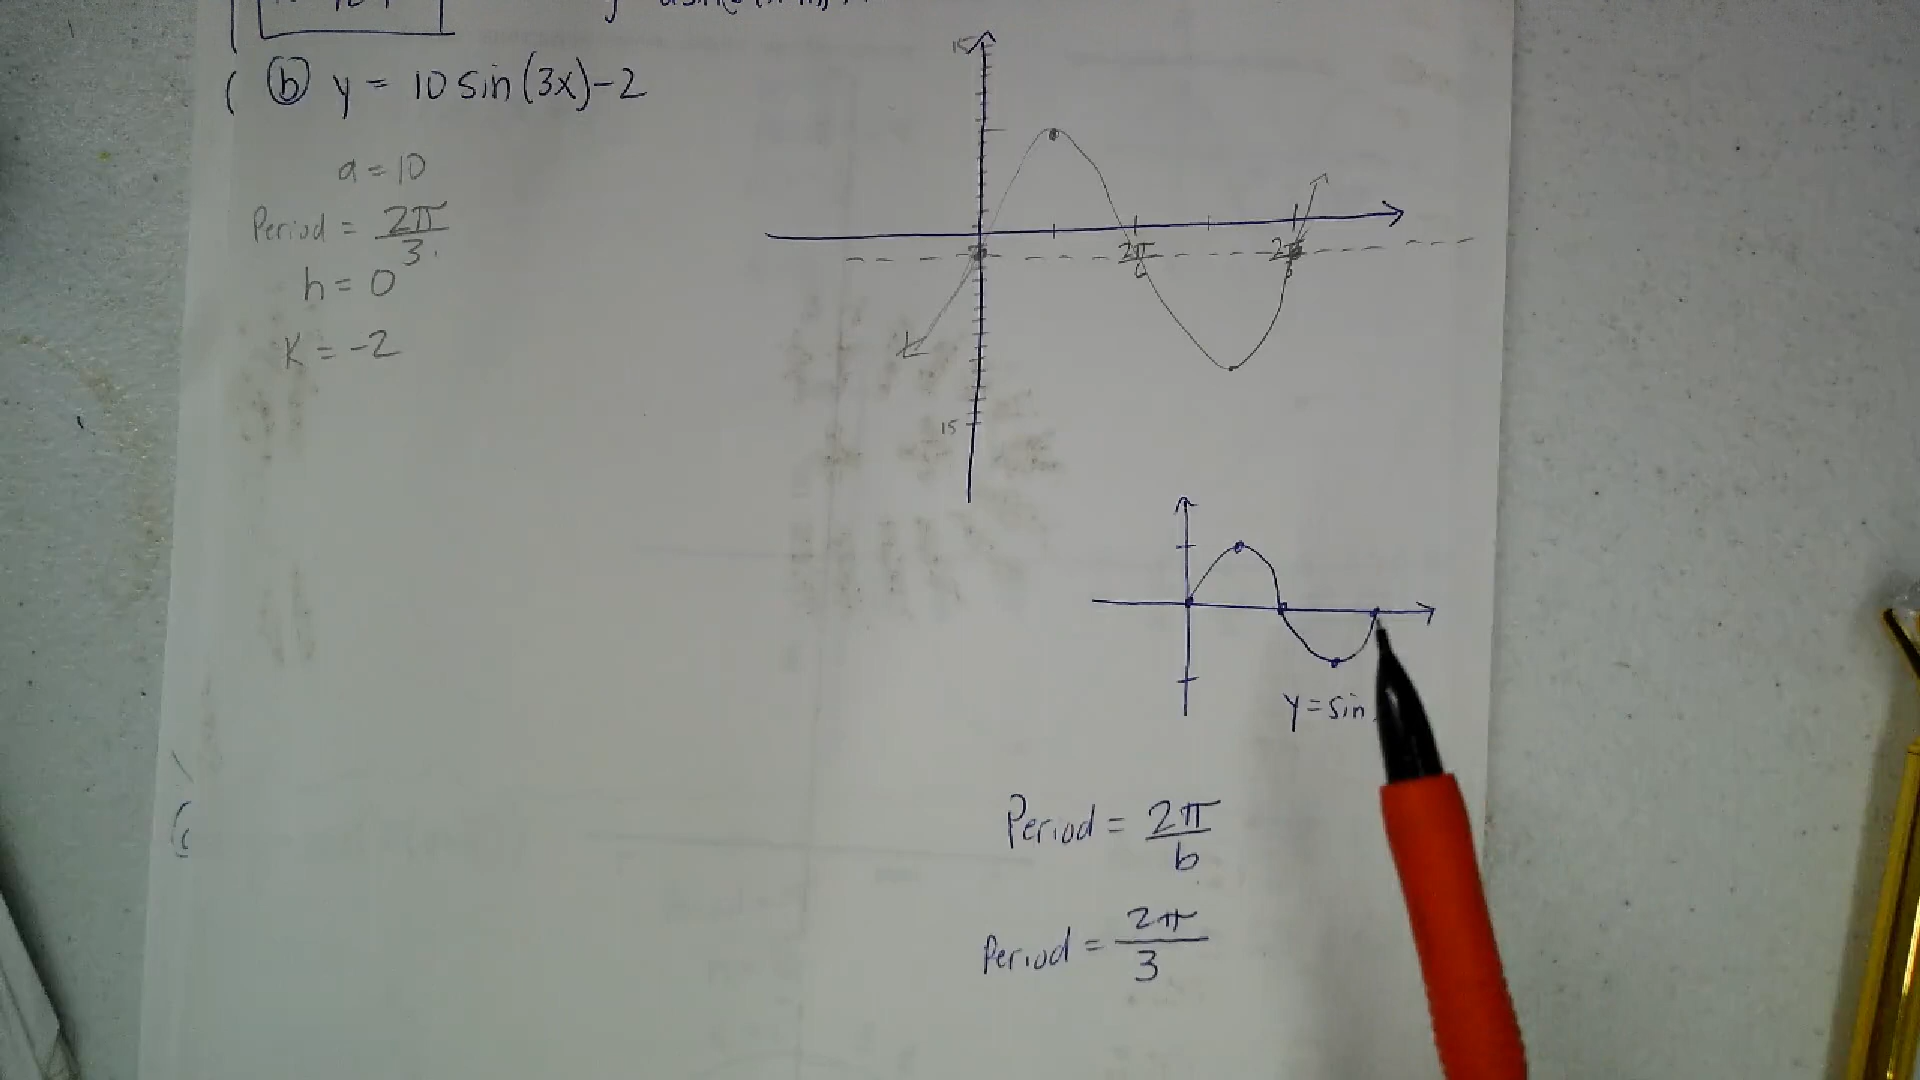 (b) y = 10 sin(3x)-2
a = 10
Period = 2π/3
h = 0
K = -2
15
2π/6
2π/3
15
y = sin
Period = 2π/b
Period = 2π/3